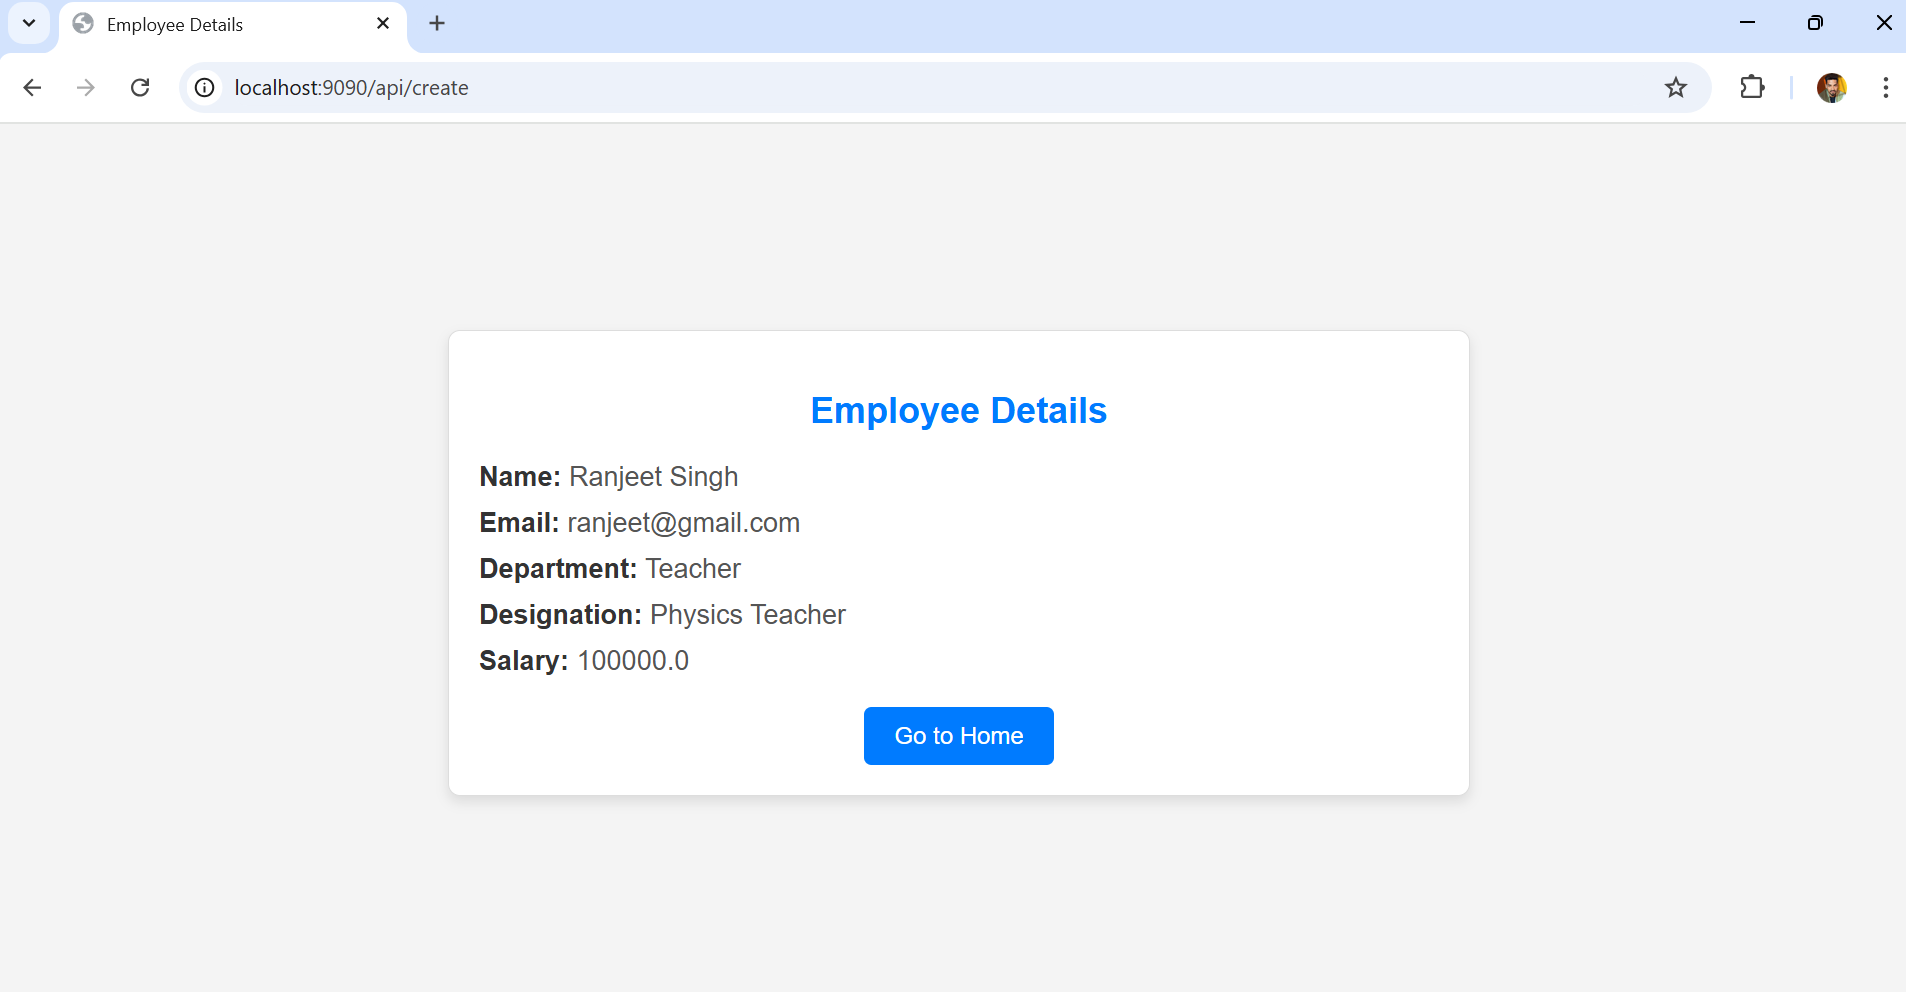 Employee Details
localhost:9090/api/create
Employee Details
Name: Ranjeet Singh
Email: ranjeet@gmail.com
Department: Teacher
Designation: Physics Teacher
Salary: 100000.0
Go to Home